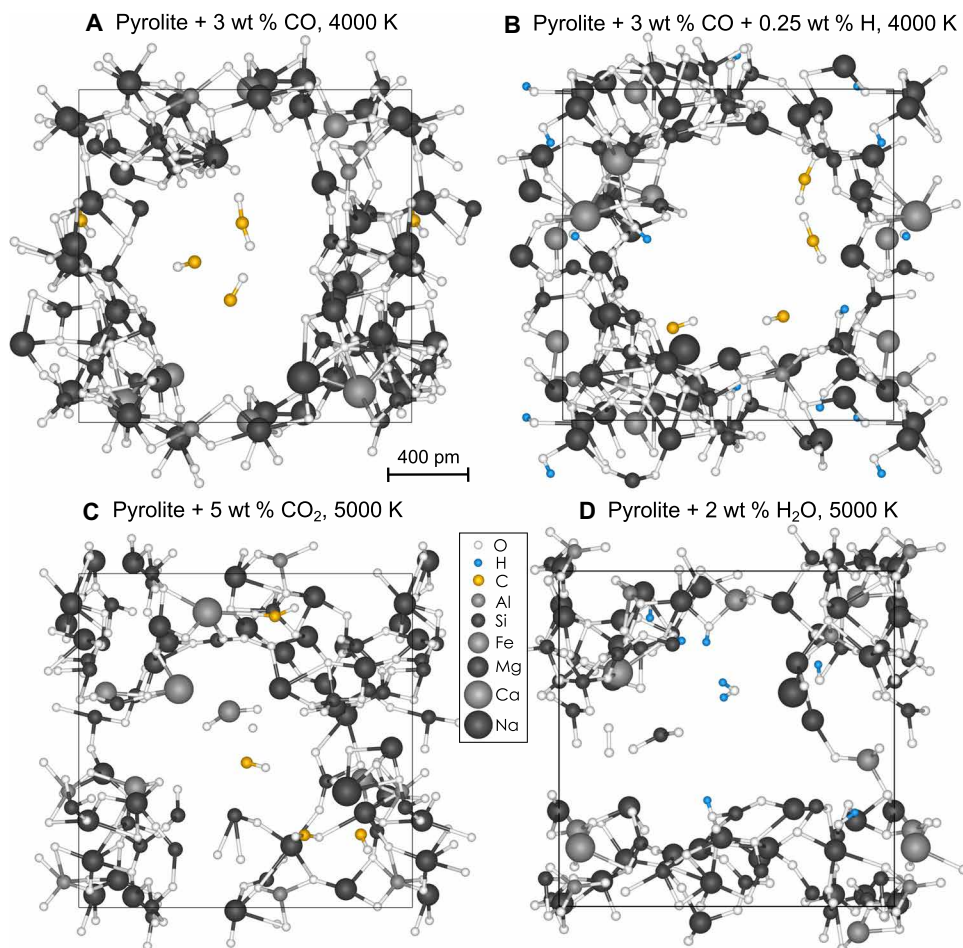 A Pyrolite + 3 wt % CO, 4000 K
B Pyrolite + 3 wt % CO + 0.25 wt % H, 4000 K
400 pm
C Pyrolite + 5 wt % CO₂, 5000 K
D Pyrolite + 2 wt % H₂O, 5000 K
O
H
C
Al
Si
Fe
Mg
Ca
Na